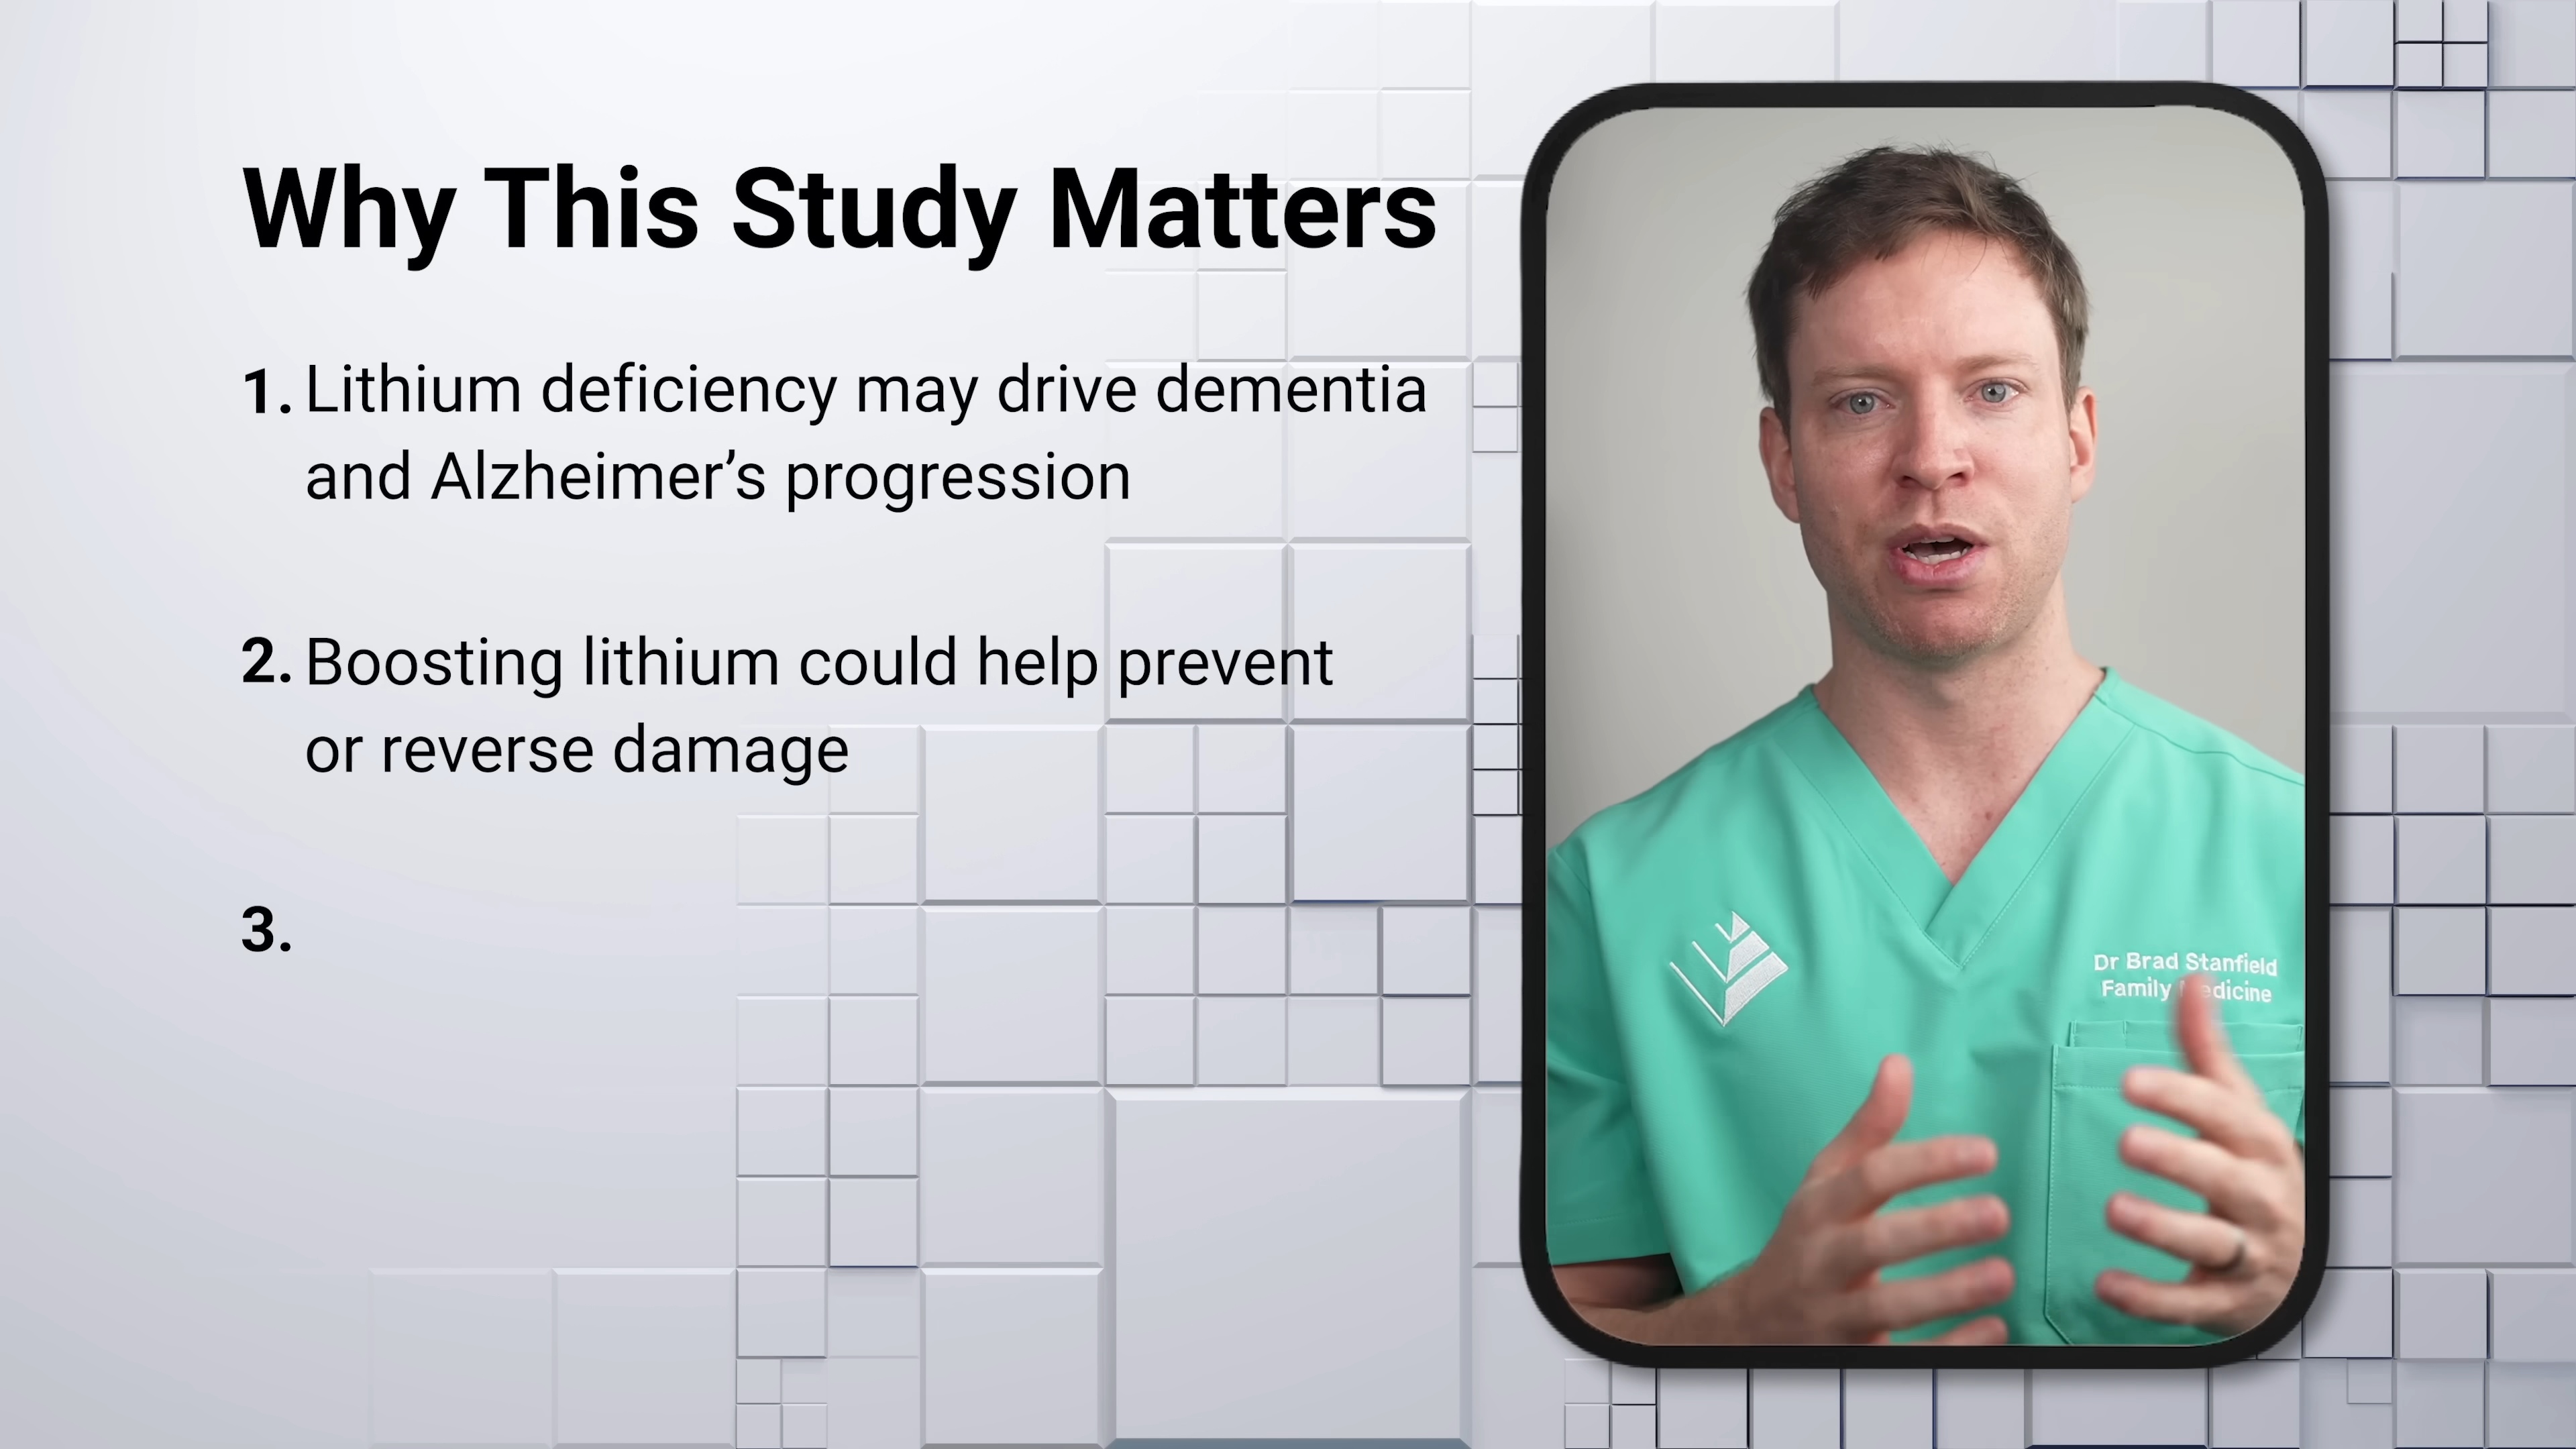 Why This Study Matters
1. Lithium deficiency may drive dementia
and Alzheimer’s progression
2. Boosting lithium could help prevent
or reverse damage
3.
Dr Brad Stanfield
Family Medicine